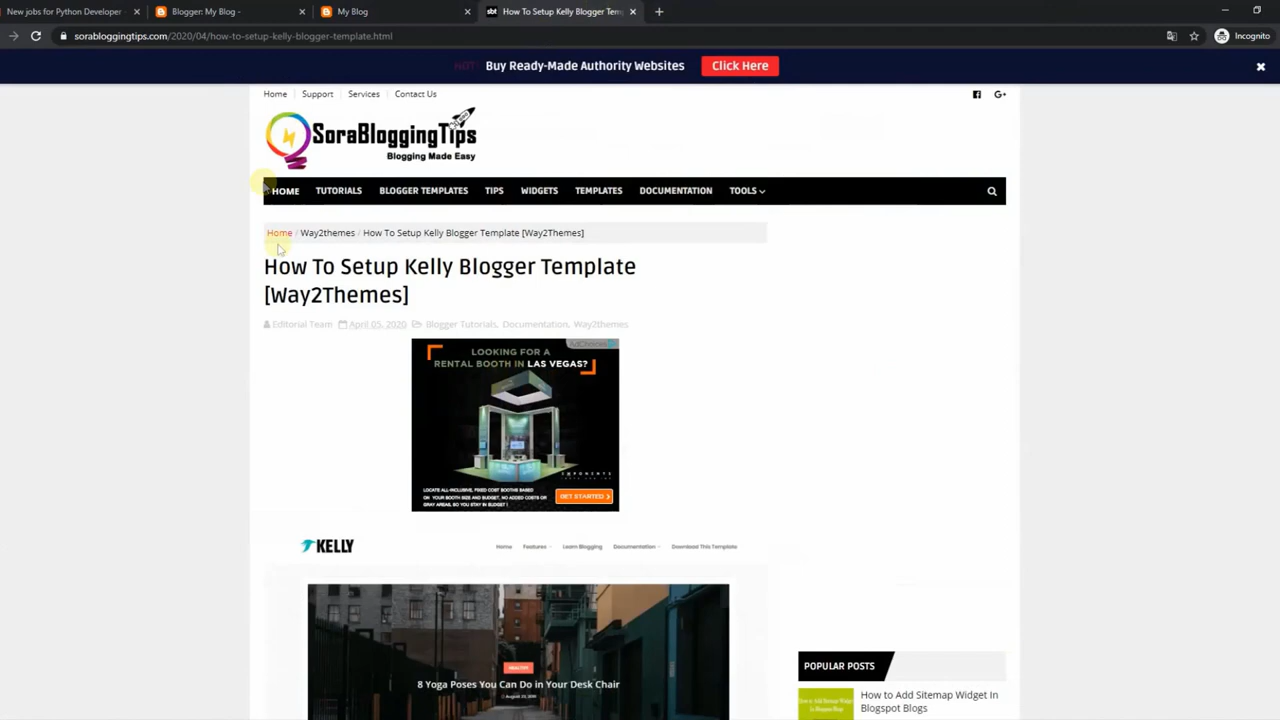 New jobs for Python Developer
Blogger: My Blog -
My Blog
sbt How To Setup Kelly Blogger Tem
sorabloggingtips.com/2020/04/how-to-setup-kelly-blogger-template.html
Incognito
HOT Buy Ready-Made Authority Websites Click Here
Home Support Services Contact Us
G+
SoraBloggingTips
Blogging Made Easy
HOME TUTORIALS BLOGGER TEMPLATES TIPS WIDGETS TEMPLATES DOCUMENTATION TOOLS
Home / Way2themes / How To Setup Kelly Blogger Template [Way2Themes]
How To Setup Kelly Blogger Template
[Way2Themes]
Editorial Team April 05, 2020 Blogger Tutorials, Documentation, Way2themes
AdChoices
LOOKING FOR A
RENTAL BOOTH IN LAS VEGAS?
EXPONENTS
LOCATE ALL-INCLUSIVE, FIXED COST BOOTHS BASED
ON YOUR BOOTH SIZE AND BUDGET, NO ADDED COSTS OR
GRAY AREAS, SO YOU STAY IN BUDGET !
GET STARTED
KELLY
Home Features Learn Blogging Documentation Download This Template
HEALTHY
8 Yoga Poses You Can Do in Your Desk Chair
POPULAR POSTS
How to Add Sitemap Widget In
Blogspot Blogs